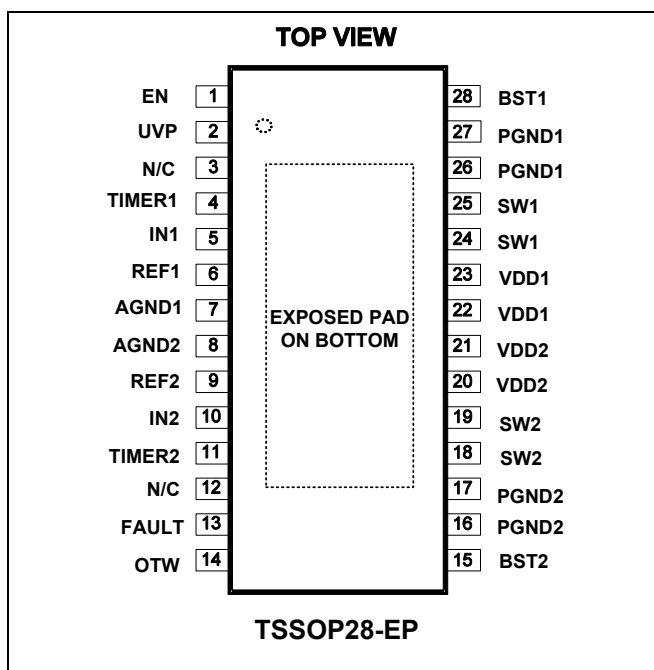 TOP VIEW
EN 1 28 BST1
UVP 2 27 PGND1
N/C 3 26 PGND1
TIMER1 4 25 SW1
IN1 5 24 SW1
REF1 6 23 VDD1
AGND1 7 22 VDD1
AGND2 8 21 VDD2
REF2 9 20 VDD2
IN2 10 19 SW2
TIMER2 11 18 SW2
N/C 12 17 PGND2
FAULT 13 16 PGND2
OTW 14 15 BST2
EXPOSED PAD
ON BOTTOM
TSSOP28-EP